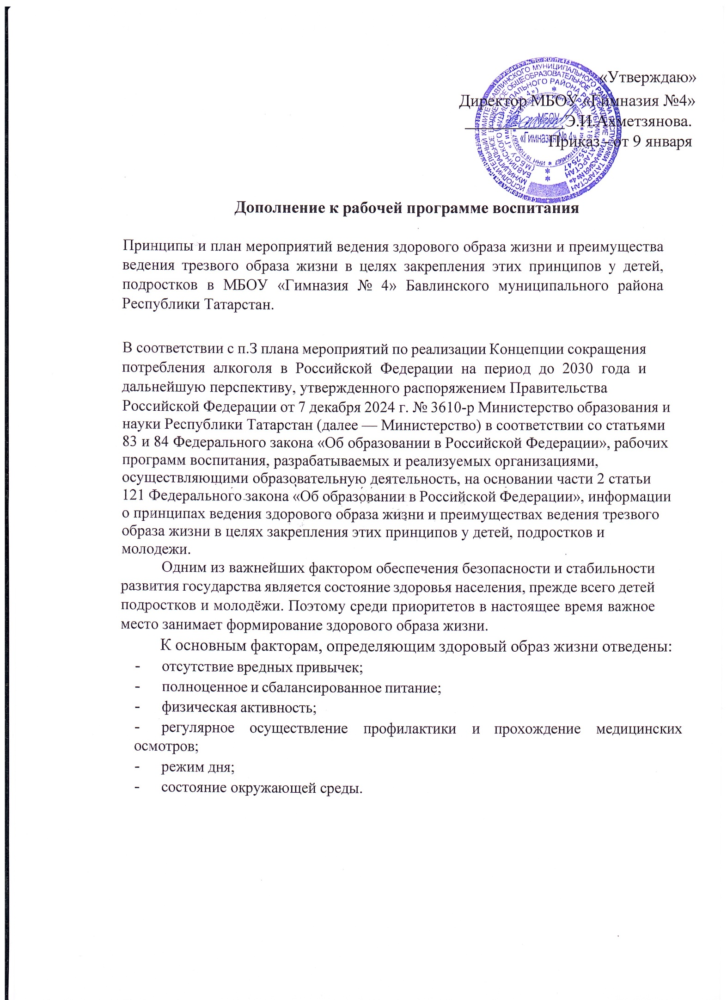 «Утверждаю»
Директор МБОУ «Гимназия №4»
Э.И.Ахметзянова.
Приказ – от 9 января
МБОУ
«Гимназия № 4»
Дополнение к рабочей программе воспитания
Принципы и план мероприятий ведения здорового образа жизни и преимущества
ведения трезвого образа жизни в целях закрепления этих принципов у детей,
подростков в МБОУ «Гимназия № 4» Бавлинского муниципального района
Республики Татарстан.
В соответствии с п.З плана мероприятий по реализации Концепции сокращения
потребления алкоголя в Российской Федерации на период до 2030 года и
дальнейшую перспективу, утвержденного распоряжением Правительства
Российской Федерации от 7 декабря 2024 г. № 3610-р Министерство образования и
науки Республики Татарстан (далее — Министерство) в соответствии со статьями
83 и 84 Федерального закона «Об образовании в Российской Федерации», рабочих
программ воспитания, разрабатываемых и реализуемых организациями,
осуществляющими образовательную деятельность, на основании части 2 статьи
121 Федерального закона «Об образовании в Российской Федерации», информации
о принципах ведения здорового образа жизни и преимуществах ведения трезвого
образа жизни в целях закрепления этих принципов у детей, подростков и
молодежи.
Одним из важнейших фактором обеспечения безопасности и стабильности
развития государства является состояние здоровья населения, прежде всего детей
подростков и молодёжи. Поэтому среди приоритетов в настоящее время важное
место занимает формирование здорового образа жизни.
К основным факторам, определяющим здоровый образ жизни отведены:
- отсутствие вредных привычек;
- полноценное и сбалансированное питание;
- физическая активность;
- регулярное осуществление профилактики и прохождение медицинских
осмотров;
- режим дня;
- состояние окружающей среды.